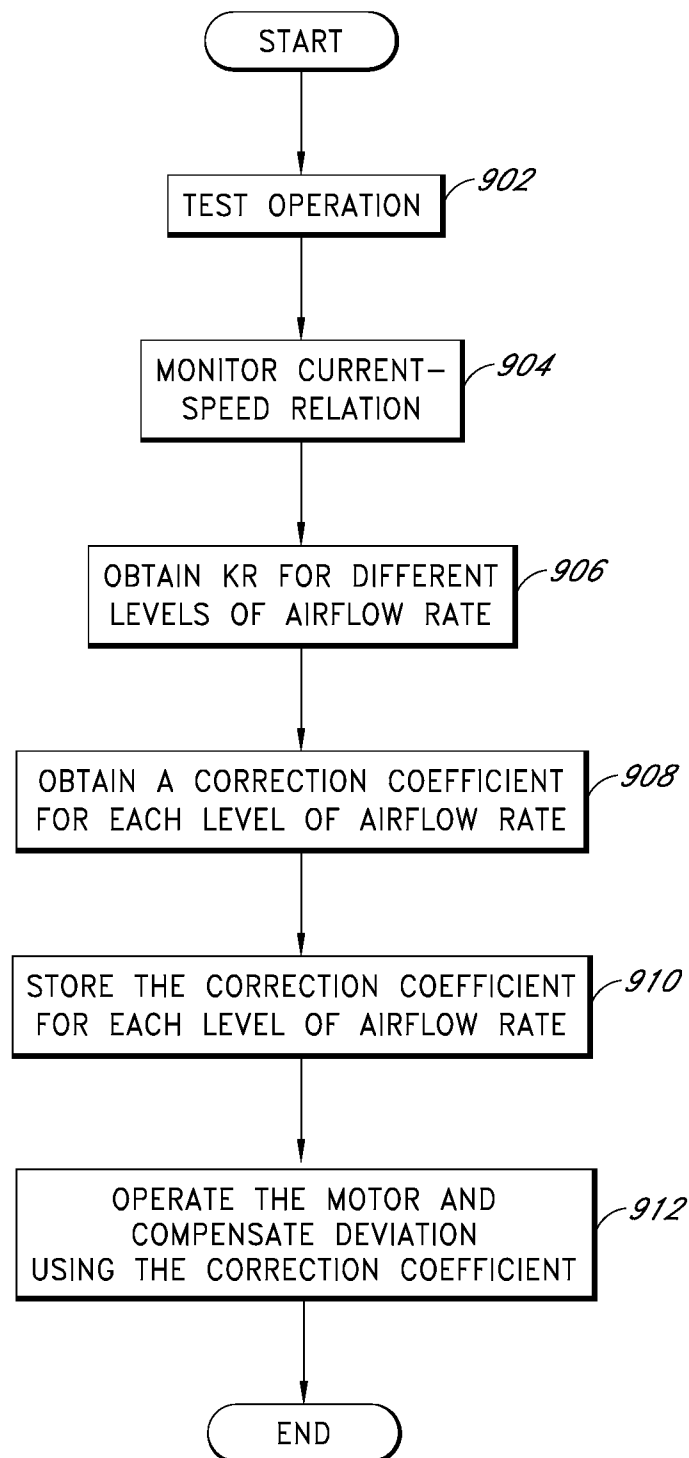 START
TEST OPERATION
902
MONITOR CURRENT-
SPEED RELATION
904
OBTAIN KR FOR DIFFERENT
LEVELS OF AIRFLOW RATE
906
OBTAIN A CORRECTION COEFFICIENT
FOR EACH LEVEL OF AIRFLOW RATE
908
STORE THE CORRECTION COEFFICIENT
FOR EACH LEVEL OF AIRFLOW RATE
910
OPERATE THE MOTOR AND
COMPENSATE DEVIATION
USING THE CORRECTION COEFFICIENT
912
END